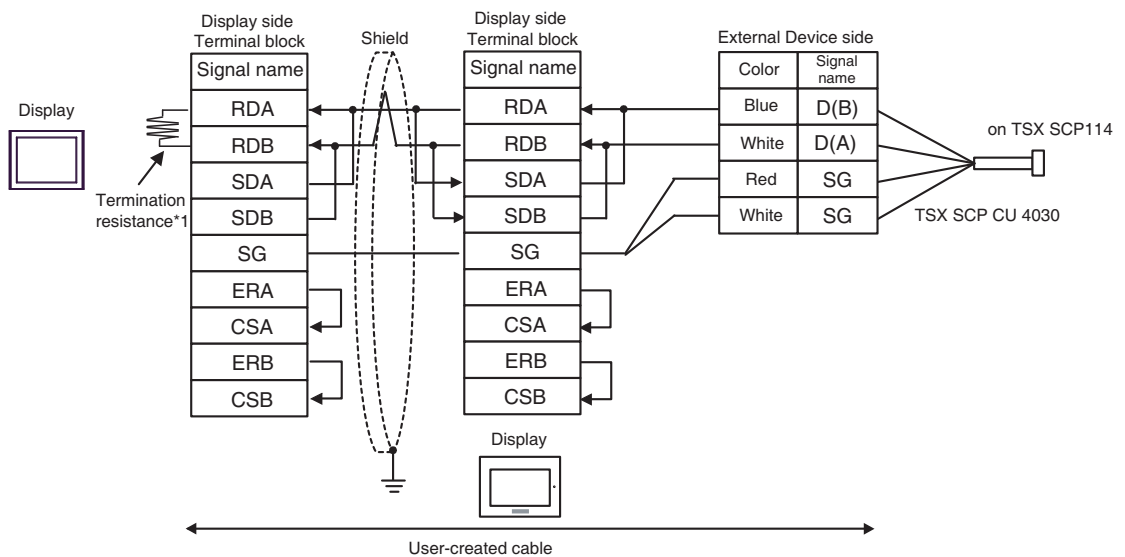 Display side
Terminal block
Signal name
RDA
RDB
SDA
SDB
SG
ERA
CSA
ERB
CSB
Display
Termination
resistance*1
Shield
Display side
Terminal block
Signal name
RDA
RDB
SDA
SDB
SG
ERA
CSA
ERB
CSB
Display
External Device side
Color
Signal
name
Blue
D(B)
White
D(A)
Red
SG
White
SG
on TSX SCP114
TSX SCP CU 4030
User-created cable